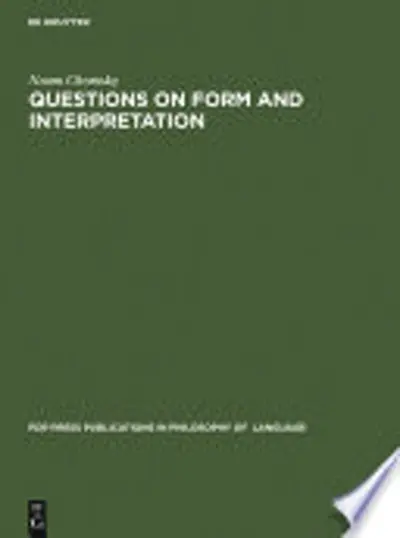 DE GRUYTER
Noam Chomsky
QUESTIONS ON FORM AND
INTERPRETATION
PDR PRESS PUBLICATIONS IN PHILOSOPHY OF LANGUAGE